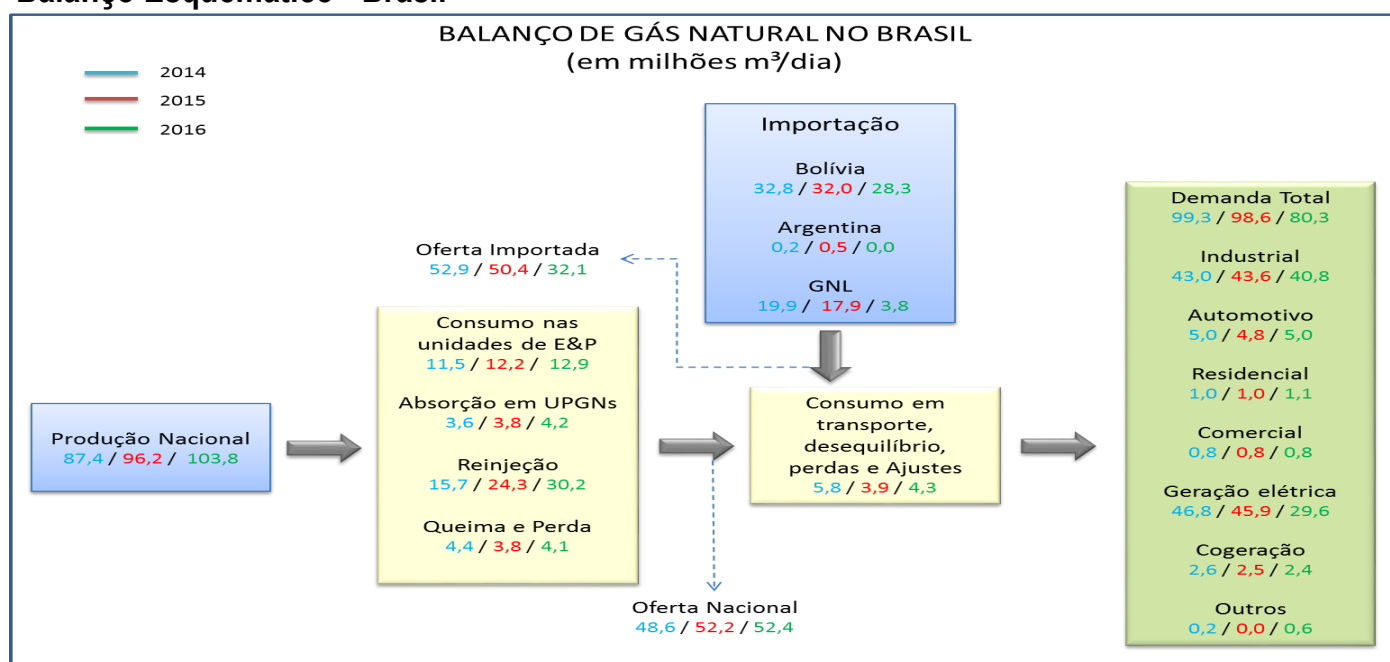 BALANÇO DE GÁS NATURAL NO BRASIL
(em milhões m³/dia)
2014
2015
2016
Importação
Bolívia
32,8 / 32,0 / 28,3
Argentina
0,2 / 0,5 / 0,0
GNL
19,9 / 17,9 / 3,8
Oferta Importada
52,9 / 50,4 / 32,1
Produção Nacional
87,4 / 96,2 / 103,8
Consumo nas
unidades de E&P
11,5 / 12,2 / 12,9
Absorção em UPGNs
3,6 / 3,8 / 4,2
Reinjeção
15,7 / 24,3 / 30,2
Queima e Perda
4,4 / 3,8 / 4,1
Oferta Nacional
48,6 / 52,2 / 52,4
Consumo em
transporte,
desequilíbrio,
perdas e Ajustes
5,8 / 3,9 / 4,3
Demanda Total
99,3 / 98,6 / 80,3
Industrial
43,0 / 43,6 / 40,8
Automotivo
5,0 / 4,8 / 5,0
Residencial
1,0 / 1,0 / 1,1
Comercial
0,8 / 0,8 / 0,8
Geração elétrica
46,8 / 45,9 / 29,6
Cogeração
2,6 / 2,5 / 2,4
Outros
0,2 / 0,0 / 0,6